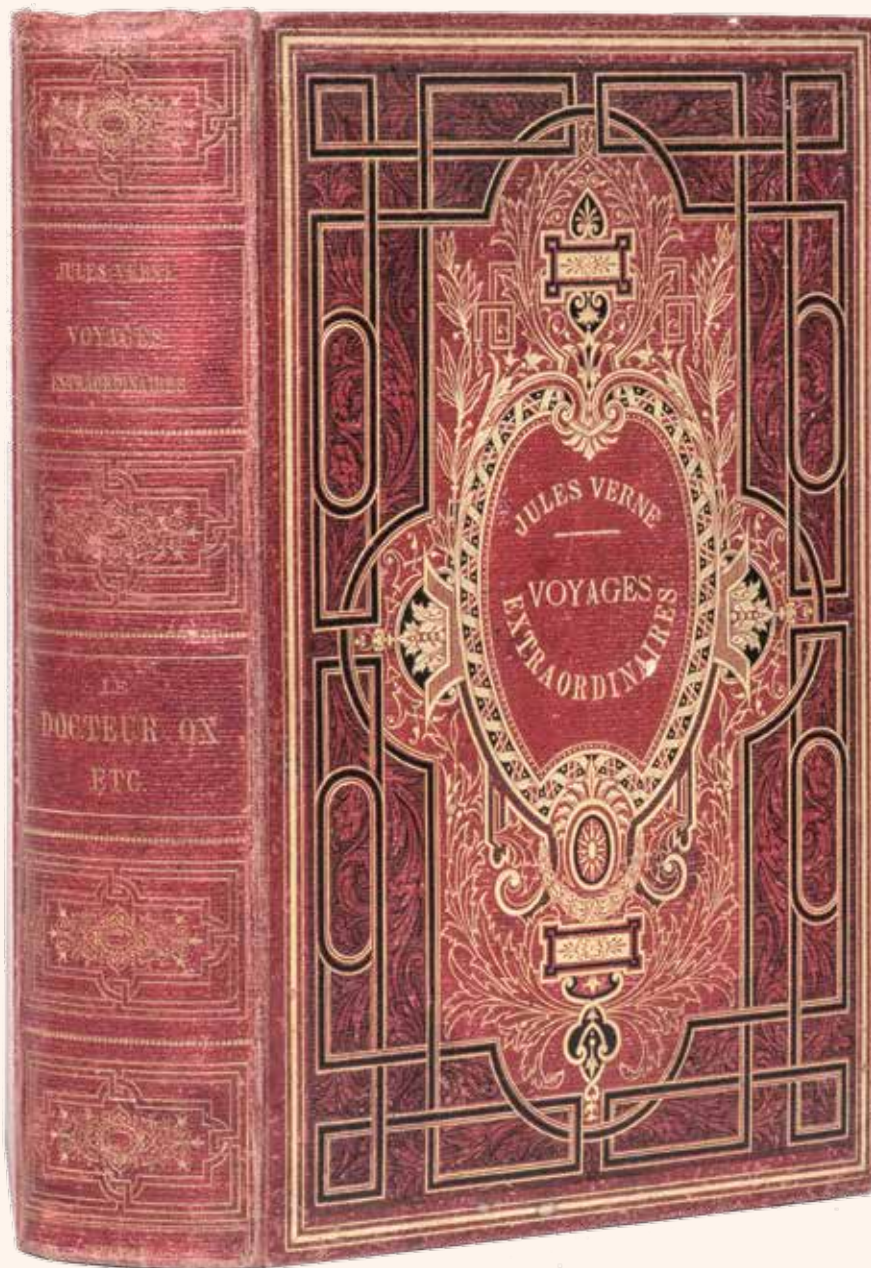 JULES VERNE
VOYAGES
EXTRAORDINAIRES
LE
DOCTEUR OX
ETC.
JULES VERNE
VOYAGES
EXTRAORDINAIRES